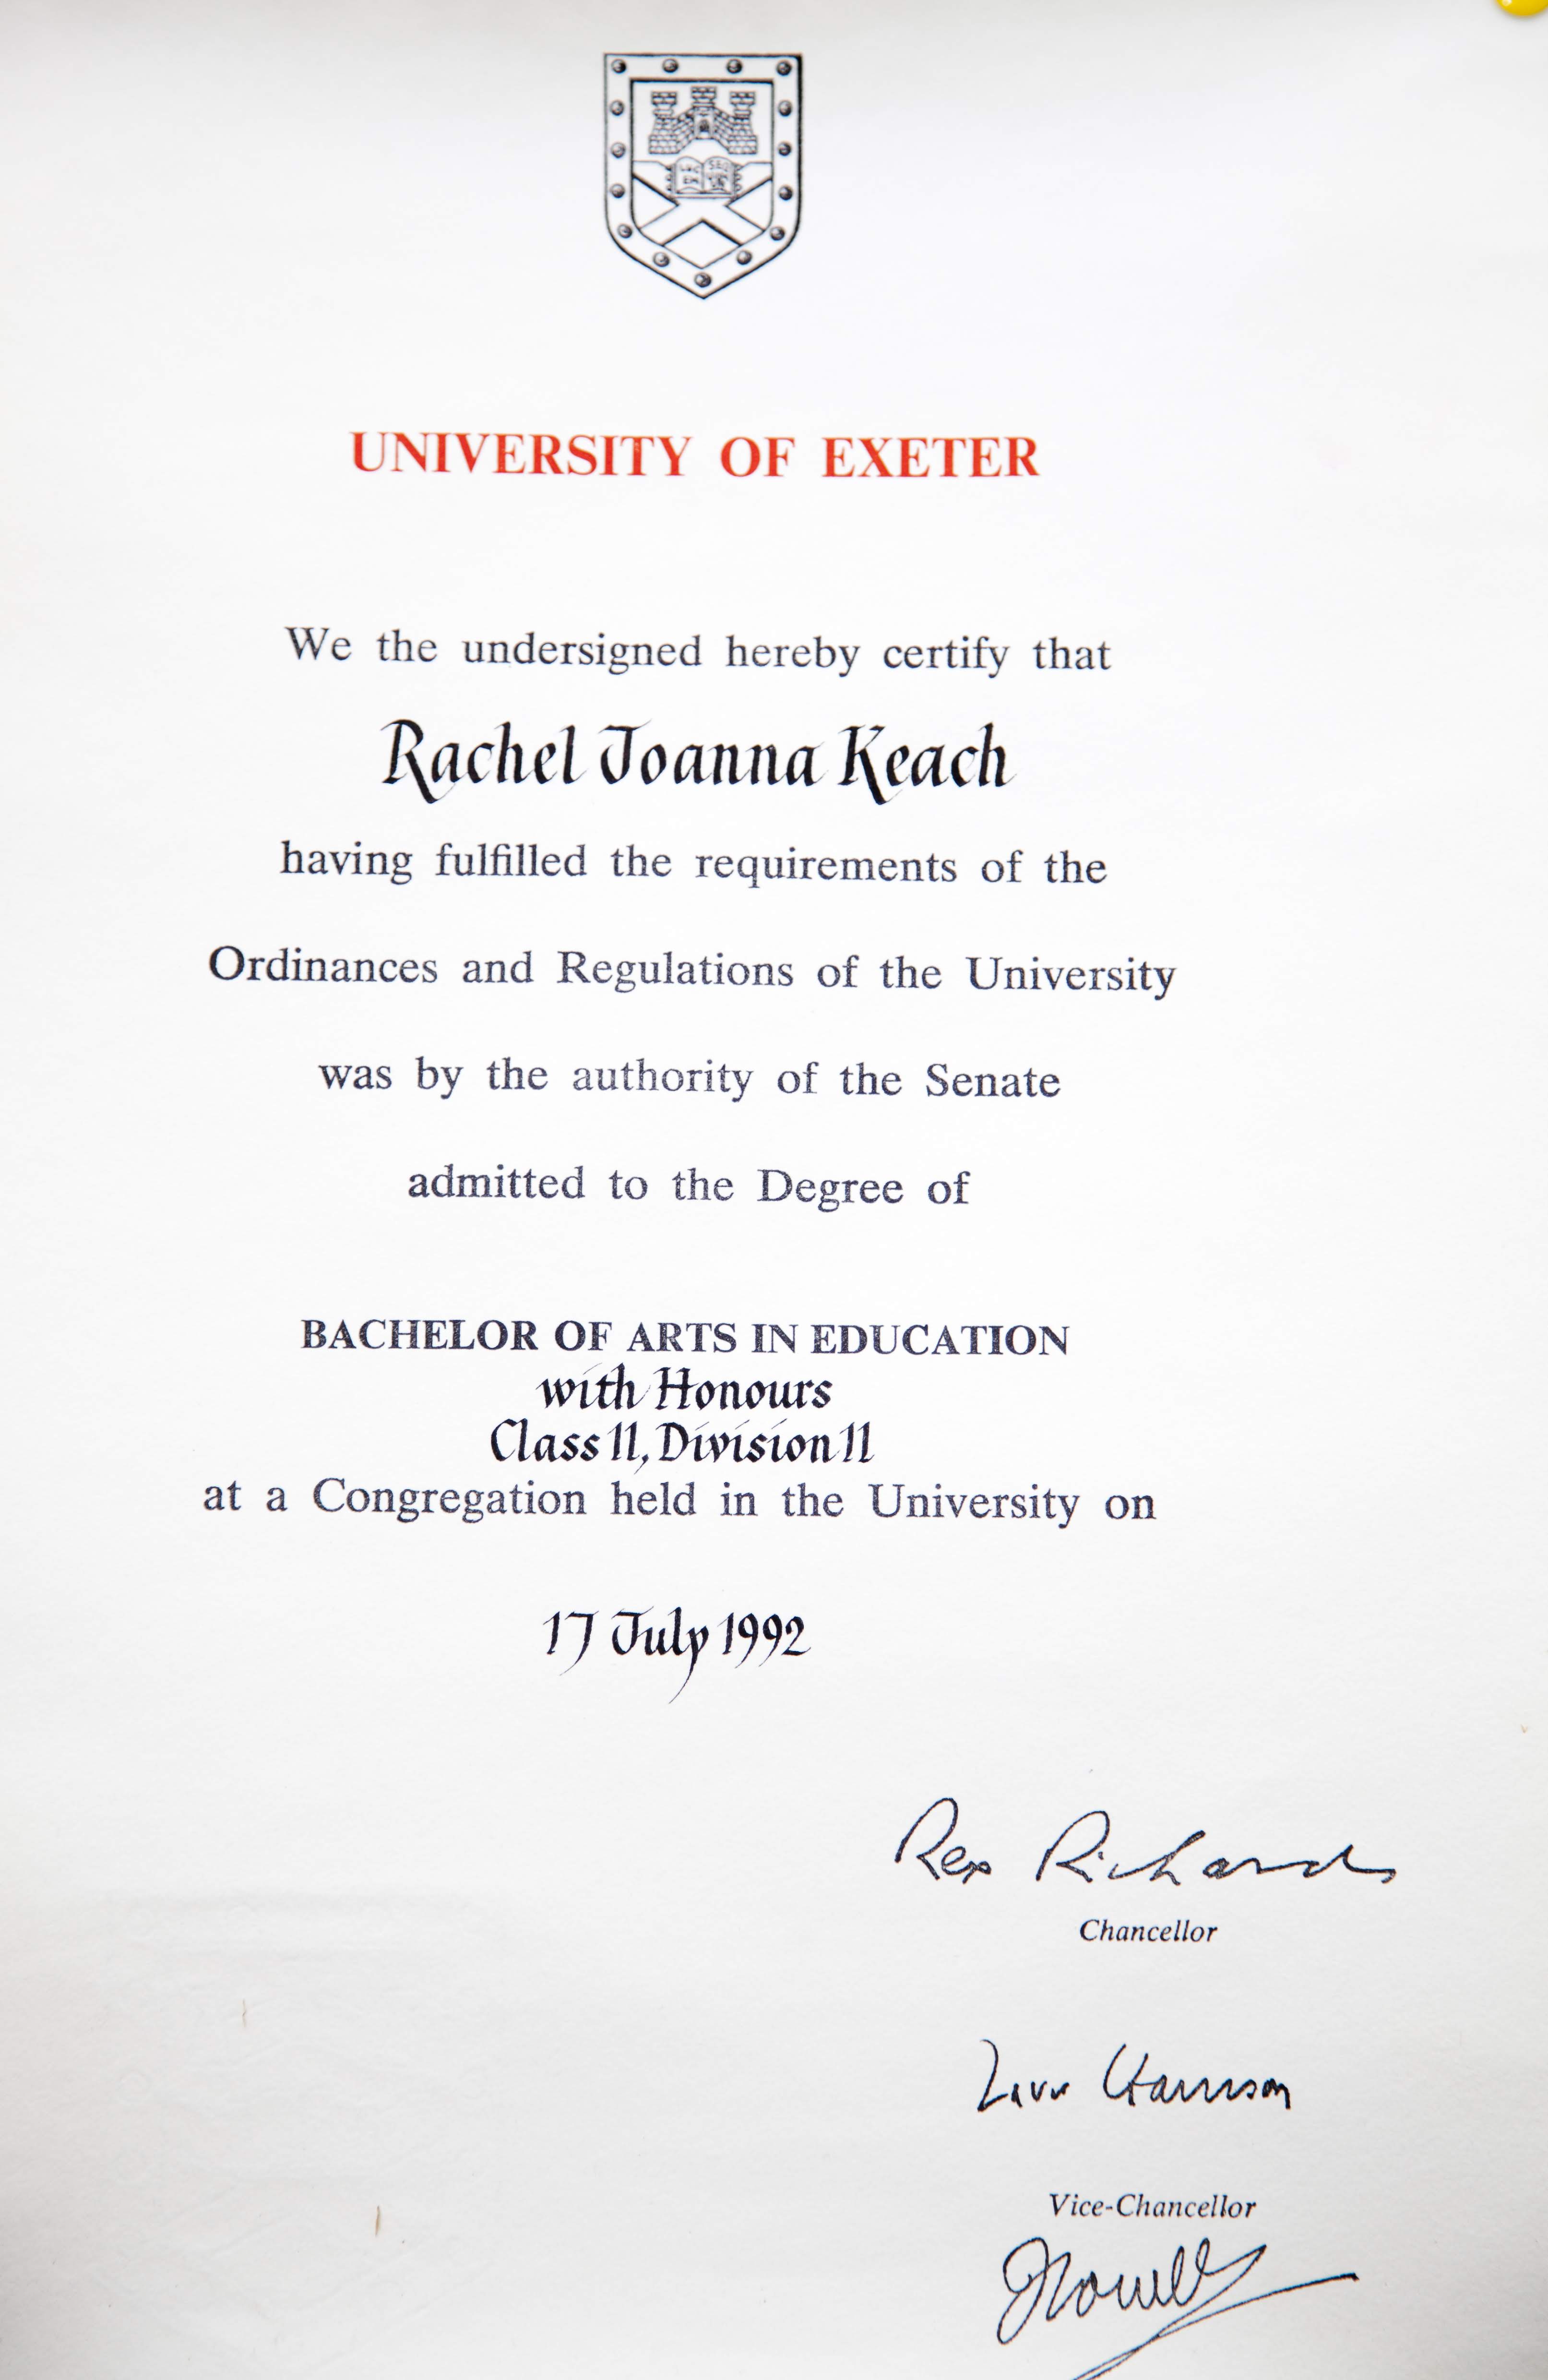 LUC EM SEQ
UNIVERSITY OF EXETER
We the undersigned hereby certify that
Rachel Joanna Keach
having fulfilled the requirements of the
Ordinances and Regulations of the University
was by the authority of the Senate
admitted to the Degree of
BACHELOR OF ARTS IN EDUCATION
with Honours
Class II, Division II
at a Congregation held in the University on
17 July 1992
Rex Richards
Chancellor
Harrison
Vice-Chancellor